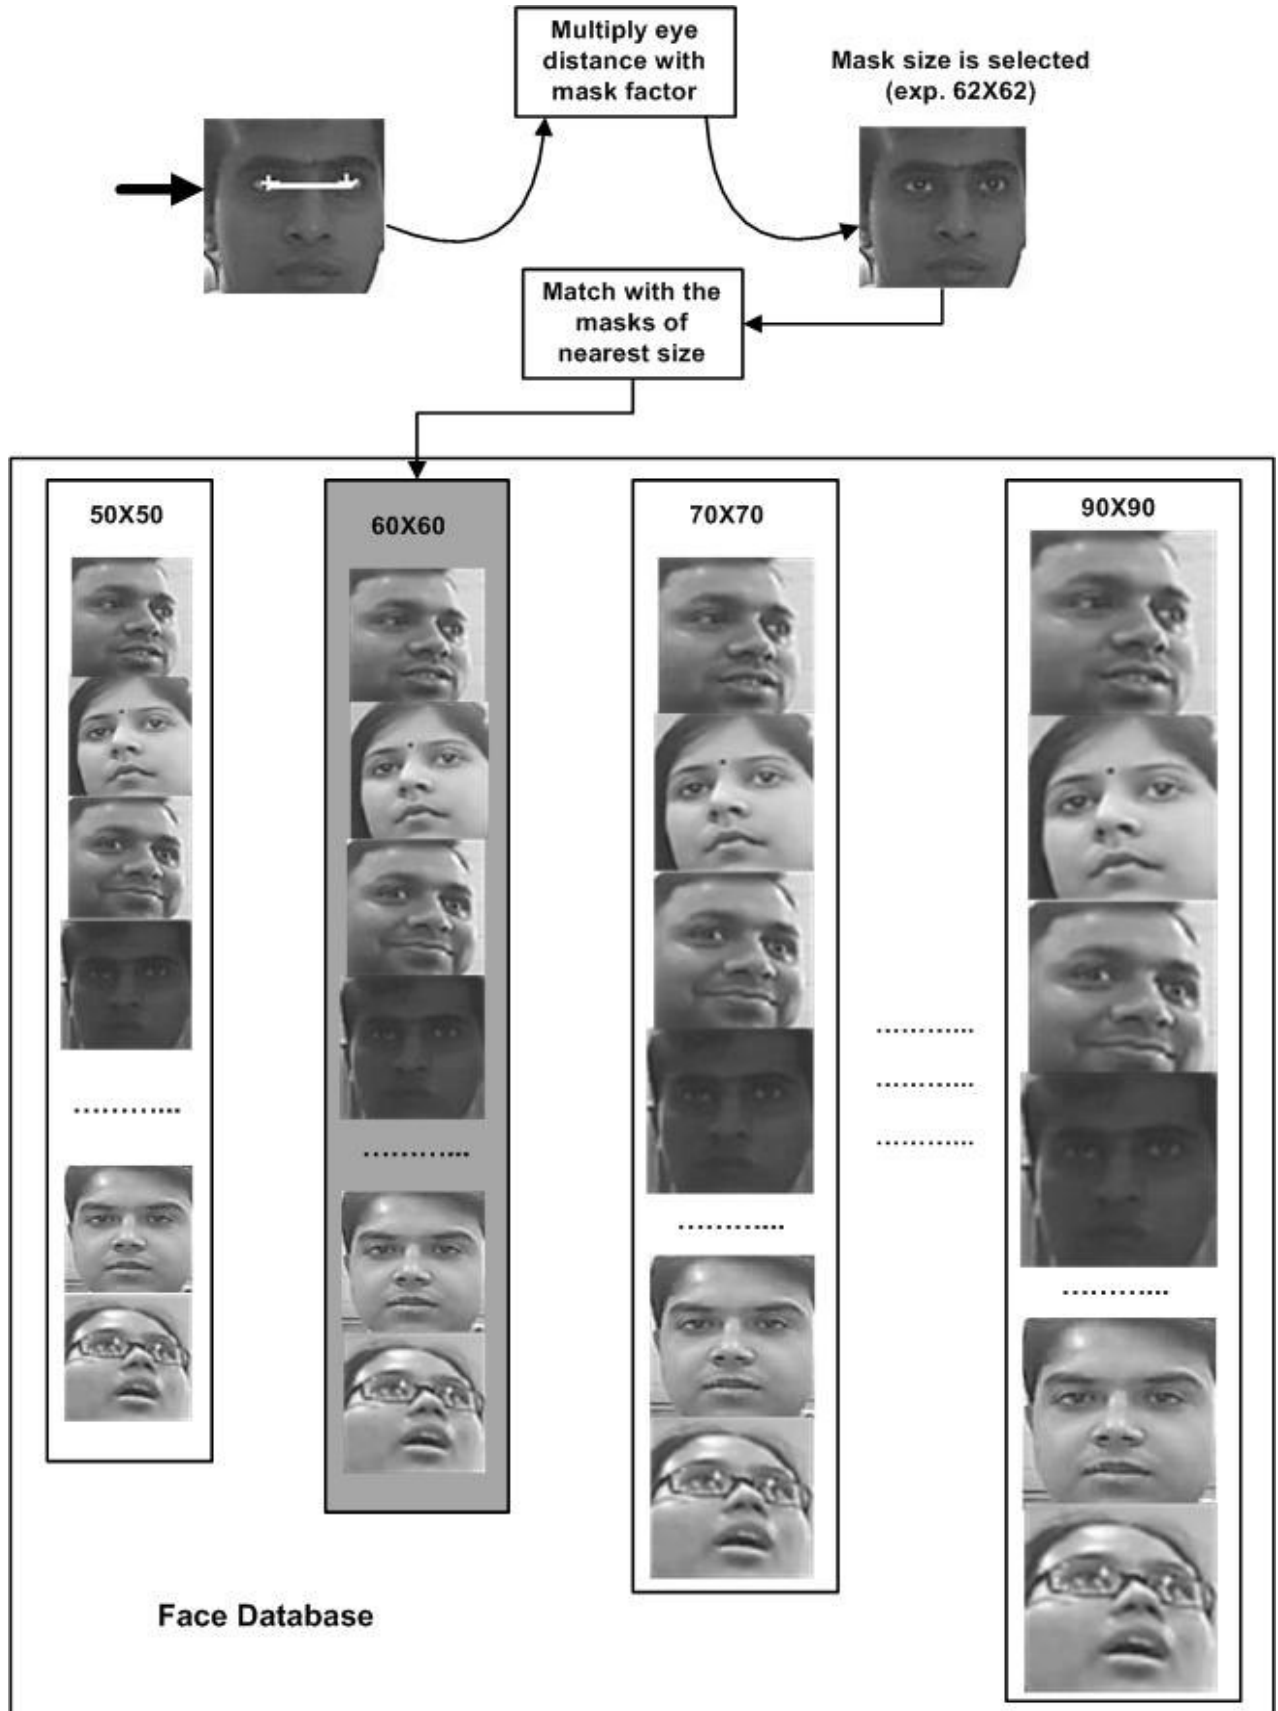 Multiply eye
distance with
mask factor
Mask size is selected
(exp. 62X62)
Match with the
masks of
nearest size
50X50
60X60
70X70
90X90
............
............
............
............
............
............
............
Face Database